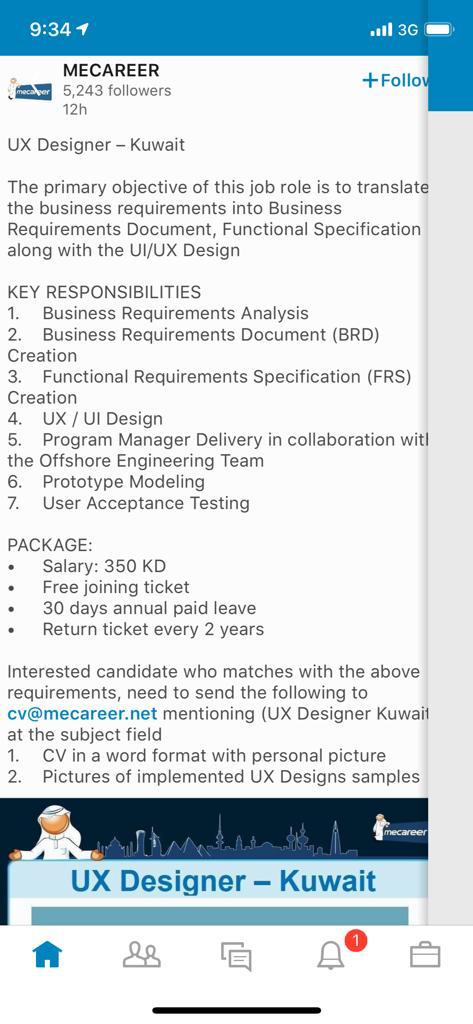 9:34
3G
MECAREER
5,243 followers
12h
+Follow
mecareer
UX Designer – Kuwait
The primary objective of this job role is to translate
the business requirements into Business
Requirements Document, Functional Specification
along with the UI/UX Design
KEY RESPONSIBILITIES
1. Business Requirements Analysis
2. Business Requirements Document (BRD)
Creation
3. Functional Requirements Specification (FRS)
Creation
4. UX / UI Design
5. Program Manager Delivery in collaboration with
the Offshore Engineering Team
6. Prototype Modeling
7. User Acceptance Testing
PACKAGE:
• Salary: 350 KD
• Free joining ticket
• 30 days annual paid leave
• Return ticket every 2 years
Interested candidate who matches with the above
requirements, need to send the following to
cv@mecareer.net mentioning (UX Designer Kuwait
at the subject field
1. CV in a word format with personal picture
2. Pictures of implemented UX Designs samples
mecareer
UX Designer – Kuwait
1